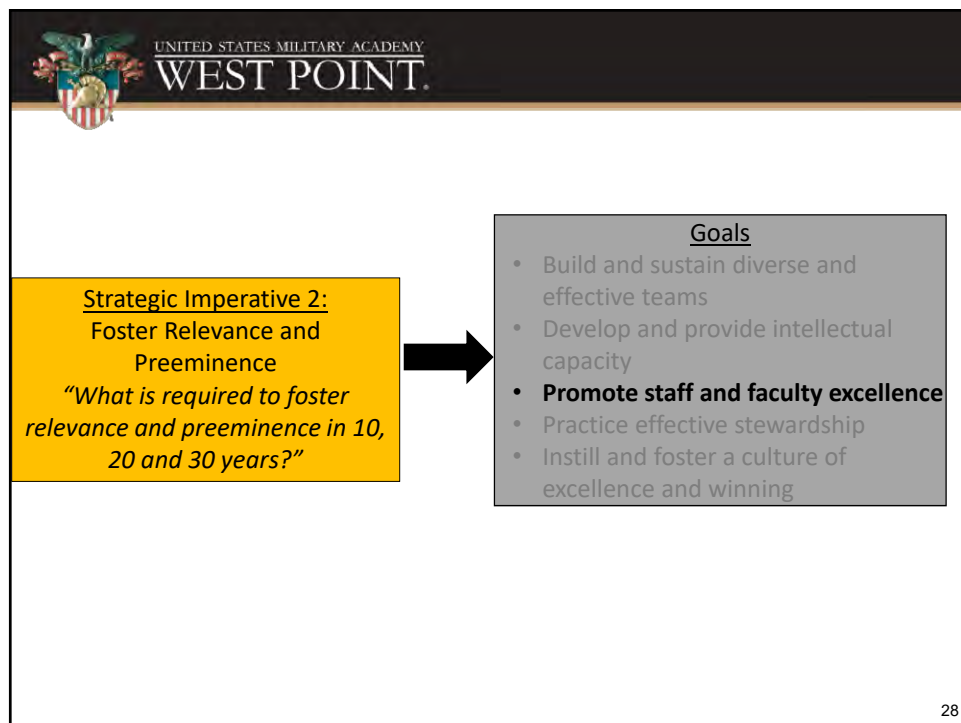 UNITED STATES MILITARY ACADEMY
WEST POINT.
Strategic Imperative 2:
Foster Relevance and
Preeminence
“What is required to foster
relevance and preeminence in 10,
20 and 30 years?”
Goals
• Build and sustain diverse and
effective teams
• Develop and provide intellectual
capacity
• Promote staff and faculty excellence
• Practice effective stewardship
• Instill and foster a culture of
excellence and winning
28